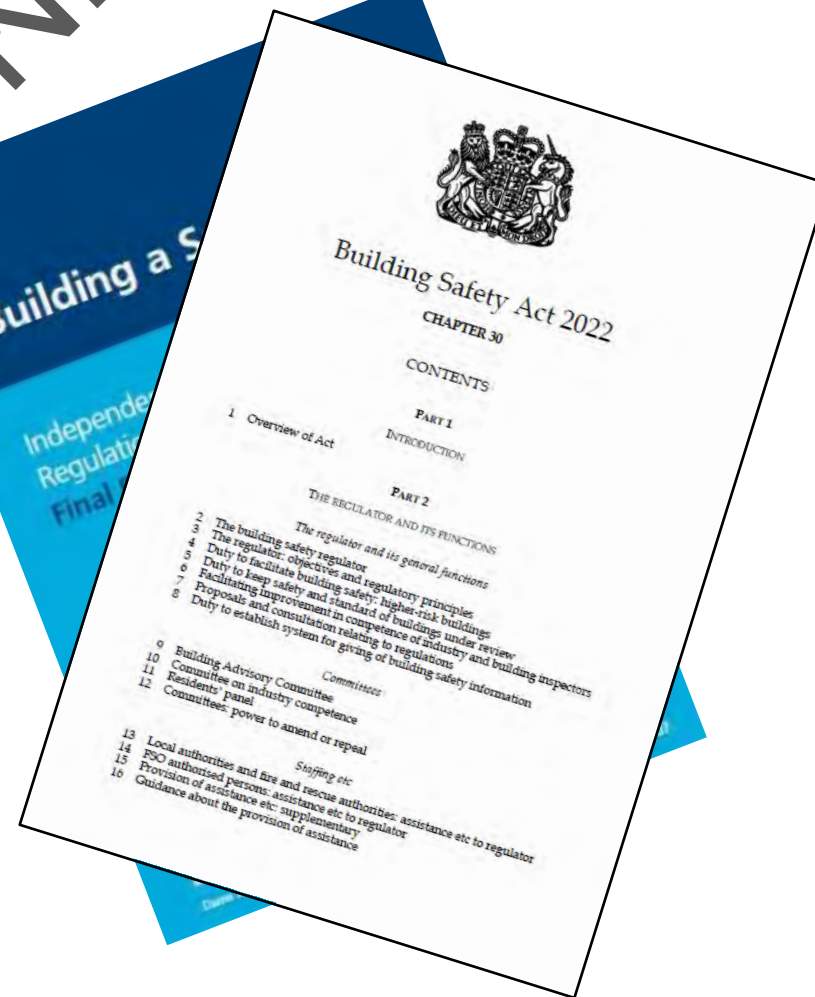 Building a S
Independe
Regulatio
Final
Building Safety Act 2022
CHAPTER 30
CONTENTS
PART 1
INTRODUCTION
1 Overview of Act
PART 2
THE REGULATOR AND ITS FUNCTIONS
The regulator and its general functions
2 The building safety regulator
3 The regulator: objectives and regulatory principles
4 Duty to facilitate building safety: higher-risk buildings
5 Duty to keep safety and standard of buildings under review
6 Facilitating improvement in competence of industry and building inspectors
7 Proposals and consultation relating to regulations
8 Duty to establish system for giving of building safety information
Committees
9 Building Advisory Committee
10 Committee on industry competence
11 Residents' panel
12 Committees: power to amend or repeal
Staffing etc
13 Local authorities and fire and rescue authorities: assistance etc to regulator
14 PSO authorised persons: assistance etc to regulator
15 Provision of assistance etc: supplementary
16 Guidance about the provision of assistance
Dame